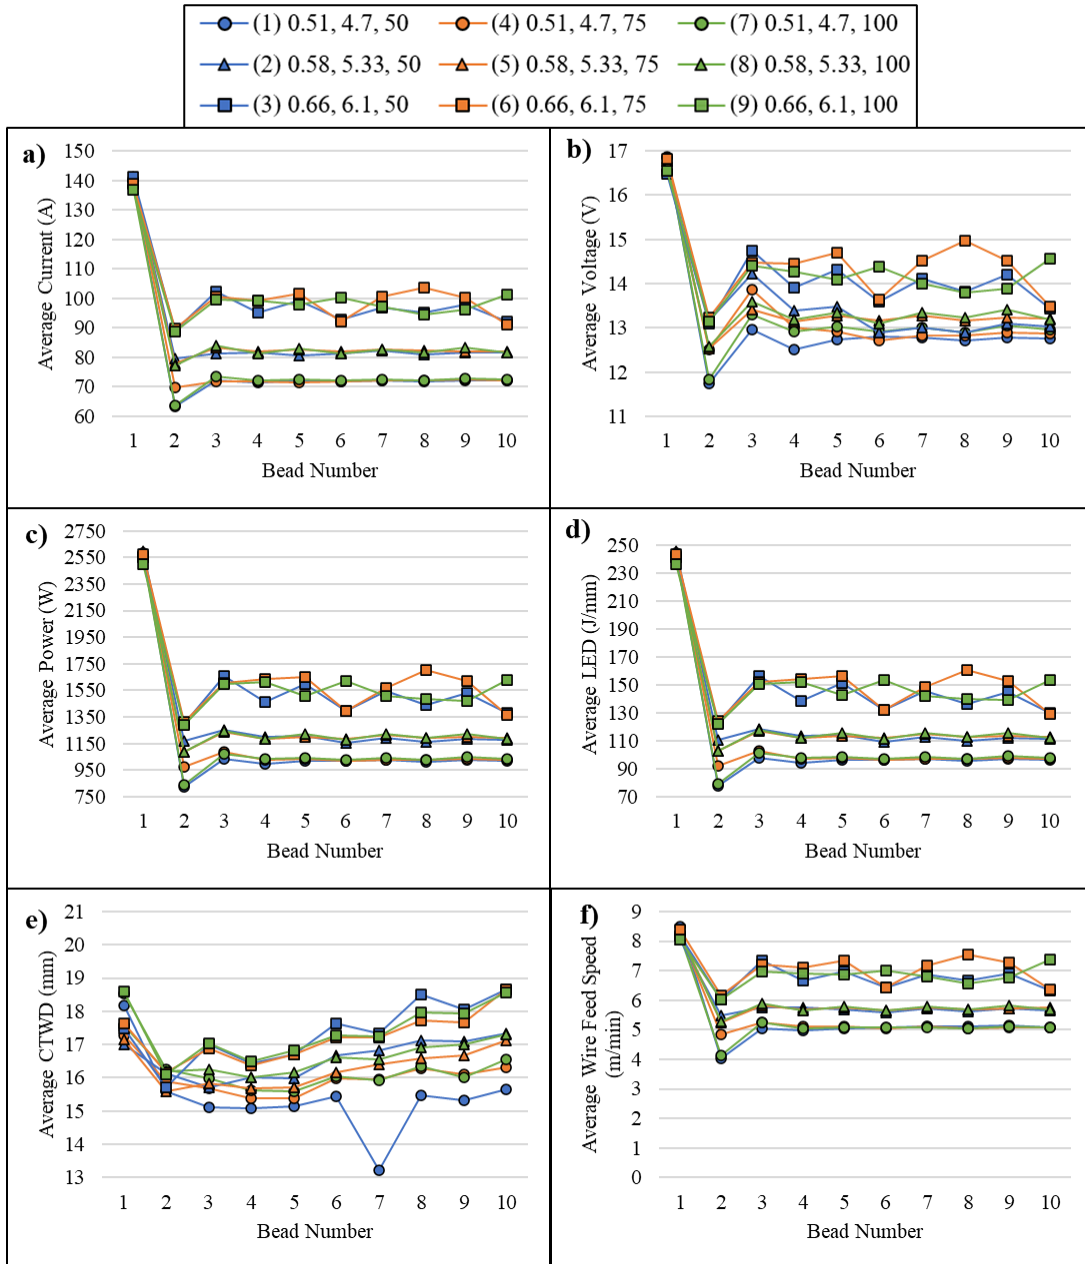 (1) 0.51, 4.7, 50 (4) 0.51, 4.7, 75 (7) 0.51, 4.7, 100
(2) 0.58, 5.33, 50 (5) 0.58, 5.33, 75 (8) 0.58, 5.33, 100
(3) 0.66, 6.1, 50 (6) 0.66, 6.1, 75 (9) 0.66, 6.1, 100
a)
Average Current (A)
150
140
130
120
110
100
90
80
70
60
1 2 3 4 5 6 7 8 9 10
Bead Number
b)
Average Voltage (V)
17
16
15
14
13
12
11
1 2 3 4 5 6 7 8 9 10
Bead Number
c)
Average Power (W)
2750
2550
2350
2150
1950
1750
1550
1350
1150
950
750
1 2 3 4 5 6 7 8 9 10
Bead Number
d)
Average LED (J/mm)
250
230
210
190
170
150
130
110
90
70
1 2 3 4 5 6 7 8 9 10
Bead Number
e)
Average CTWD (mm)
21
20
19
18
17
16
15
14
13
1 2 3 4 5 6 7 8 9 10
Bead Number
f)
Average Wire Feed Speed
(m/min)
9
8
7
6
5
4
3
2
1
0
1 2 3 4 5 6 7 8 9 10
Bead Number